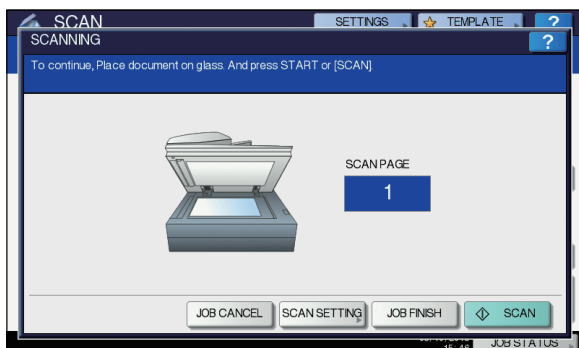 SCAN
SETTINGS
TEMPLATE
?
SCANNING
?
To continue, Place document on glass. And press START or [SCAN]
SCAN PAGE
1
JOB CANCEL
SCAN SETTING
JOB FINISH
SCAN
JOB STATUS